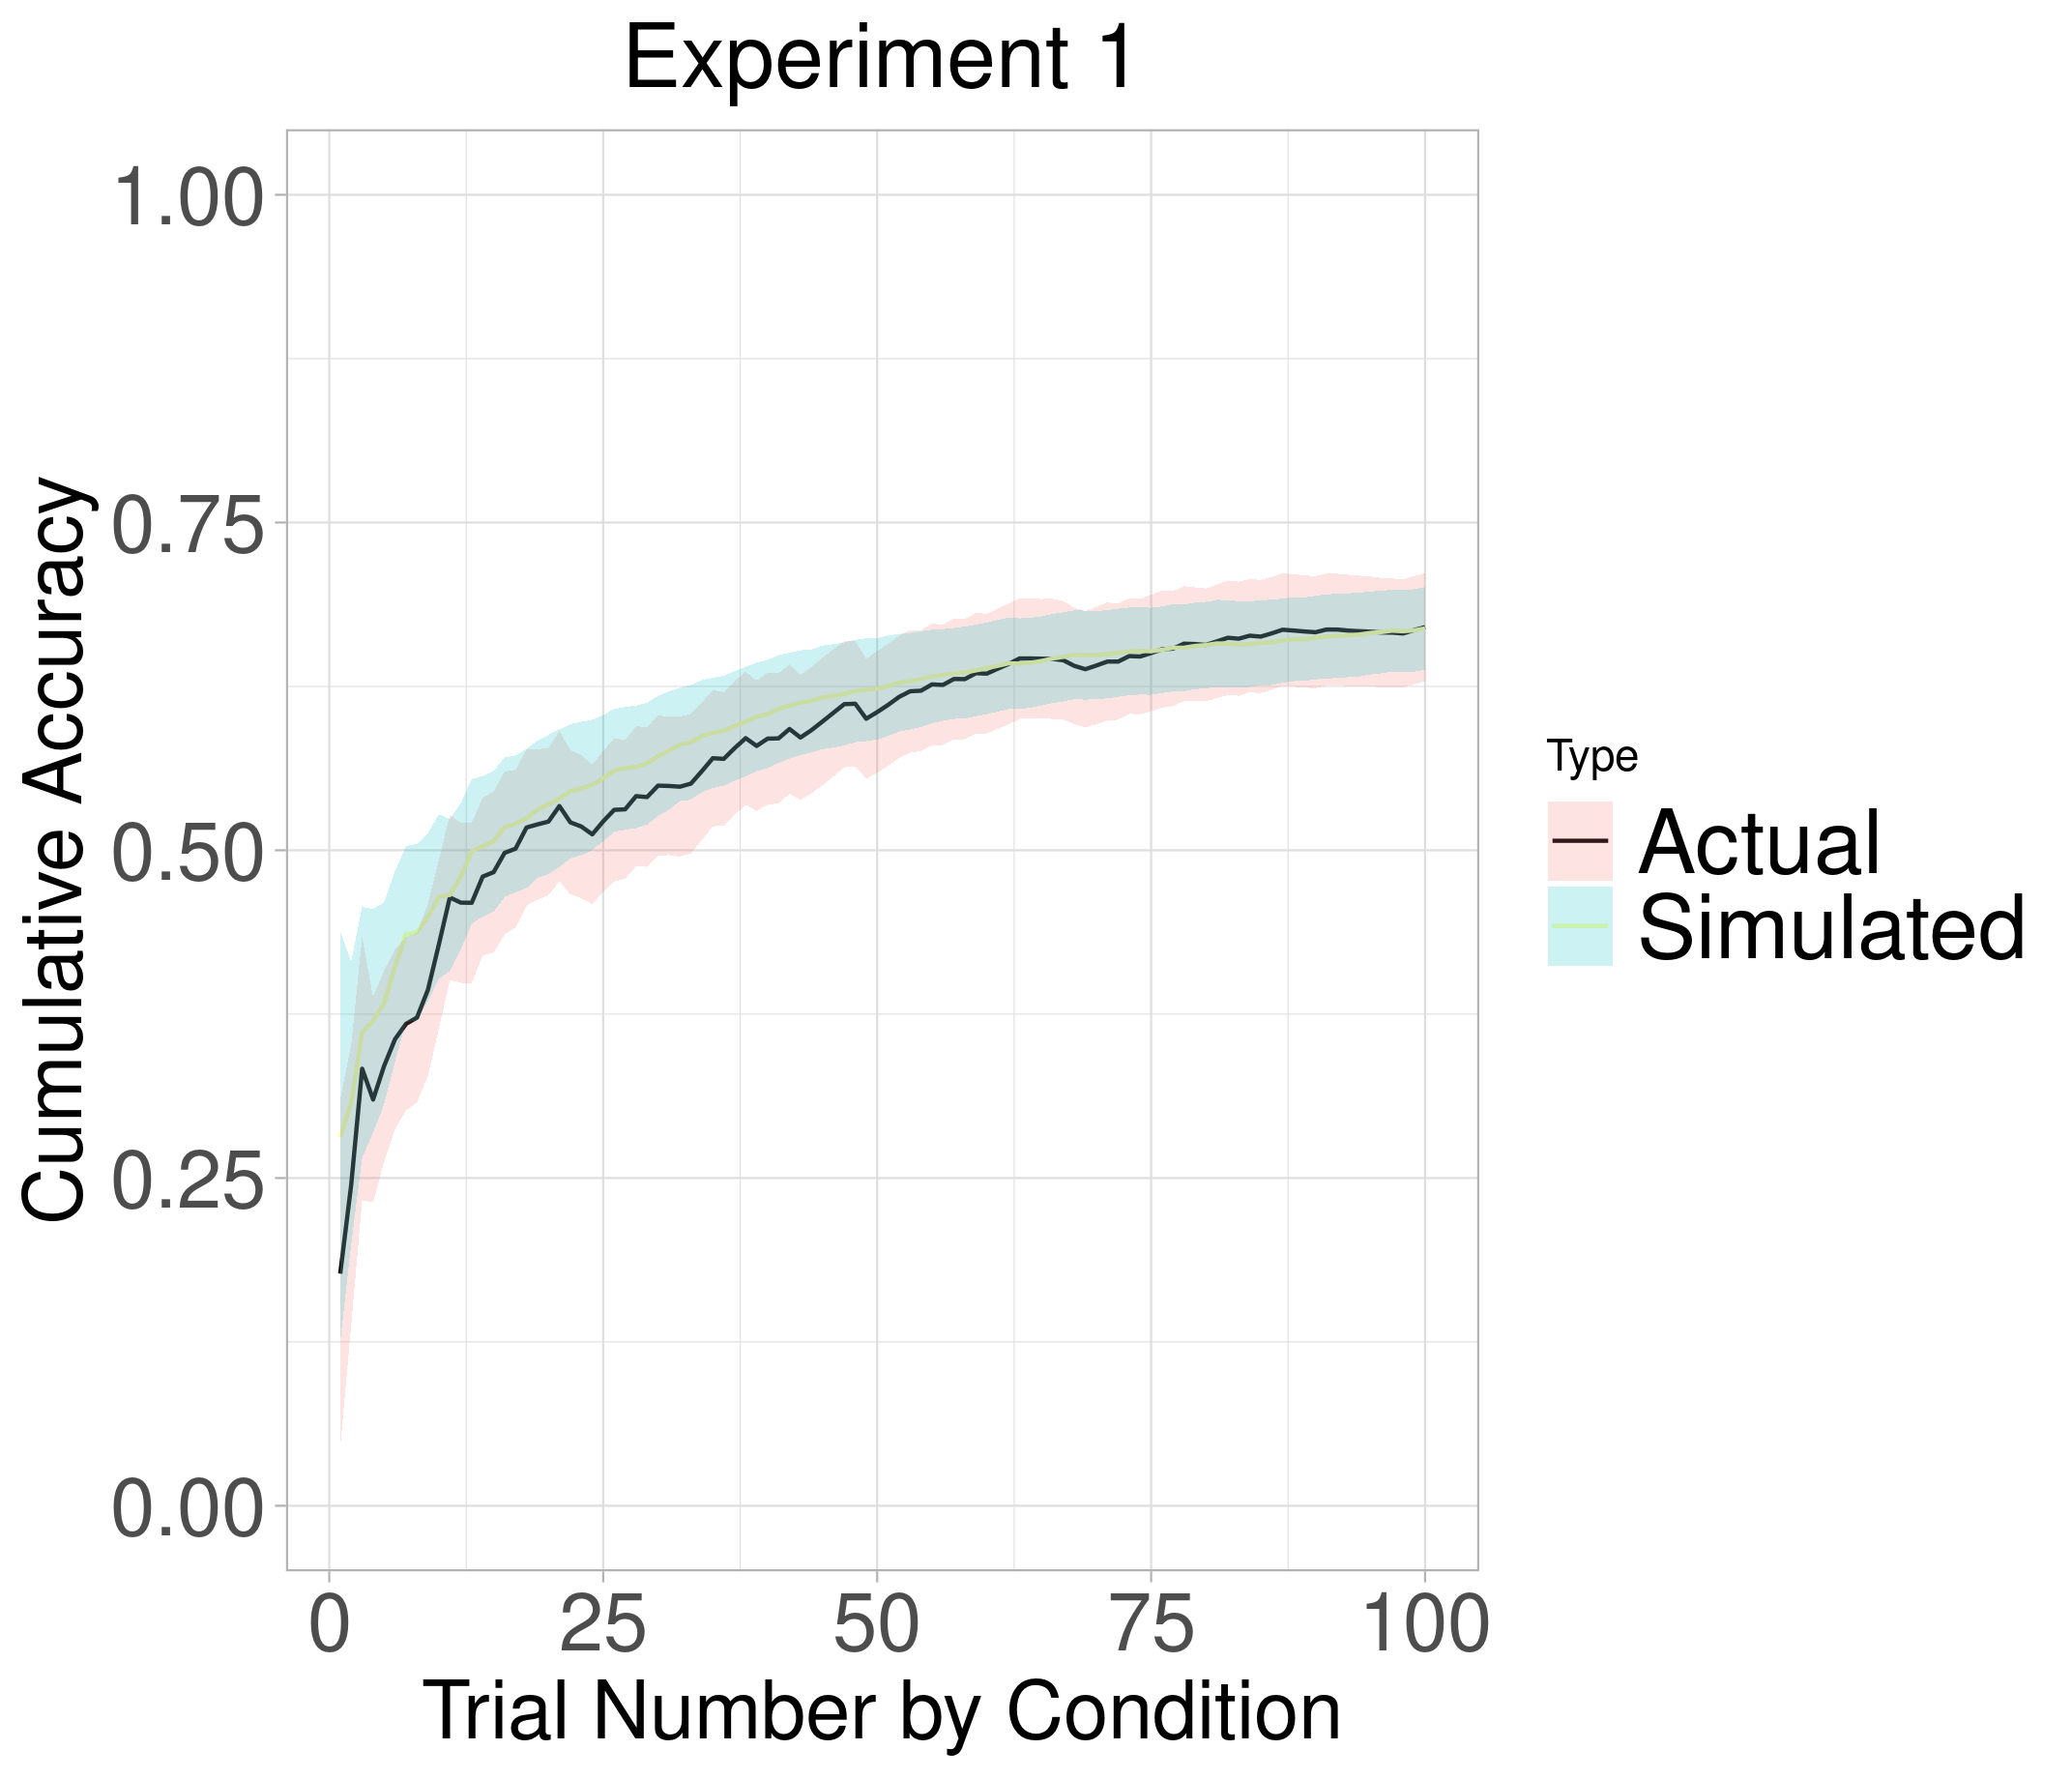 Experiment 1
Cumulative Accuracy
1.00
0.75
0.50
0.25
0.00
0 25 50 75 100
Trial Number by Condition
Type
Actual
Simulated